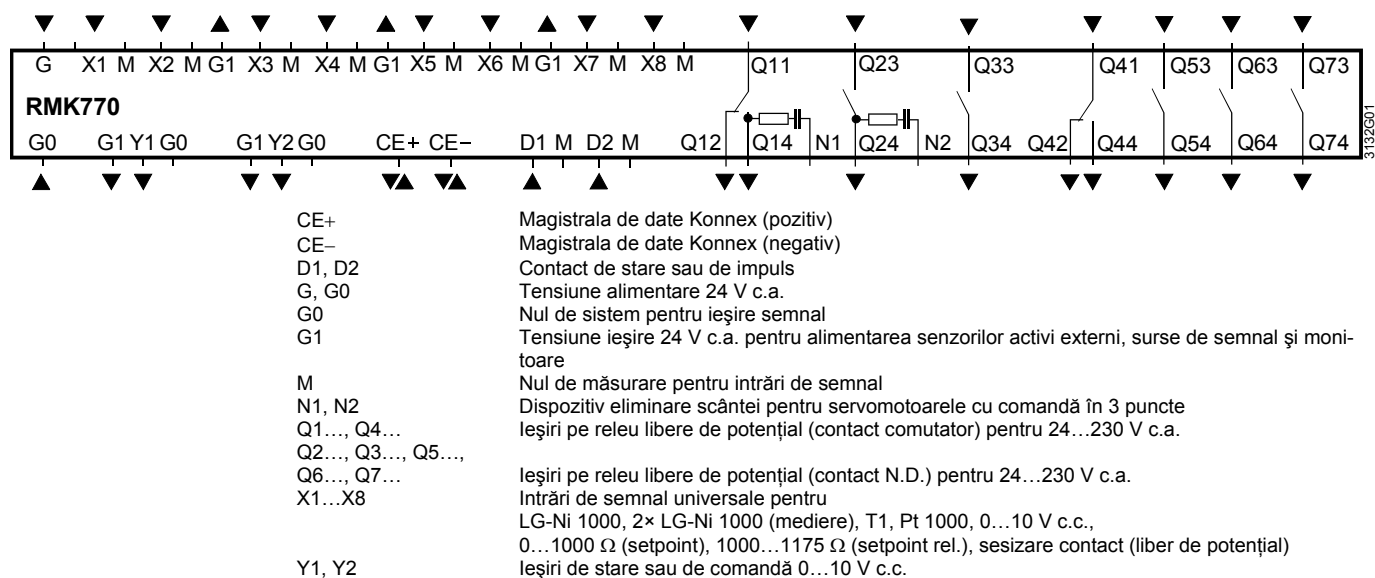 G X1 M X2 M G1 X3 M X4 M G1 X5 M X6 M G1 X7 M X8 M Q11 Q23 Q33 Q41 Q53 Q63 Q73
RMK770
G0 G1 Y1 G0 G1 Y2 G0 CE+ CE− D1 M D2 M Q12 Q14 N1 Q24 N2 Q34 Q42 Q44 Q54 Q64 Q74
3132G01
CE+ Magistrala de date Konnex (pozitiv)
CE− Magistrala de date Konnex (negativ)
D1, D2 Contact de stare sau de impuls
G, G0 Tensiune alimentare 24 V c.a.
G0 Nul de sistem pentru ieşire semnal
G1 Tensiune ieşire 24 V c.a. pentru alimentarea senzorilor activi externi, surse de semnal şi moni-
toare
M Nul de măsurare pentru intrări de semnal
N1, N2 Dispozitiv eliminare scântei pentru servomotoarele cu comandă în 3 puncte
Q1…, Q4… Ieşiri pe releu libere de potenţial (contact comutator) pentru 24…230 V c.a.
Q2…, Q3…, Q5…,
Q6…, Q7… Ieşiri pe releu libere de potenţial (contact N.D.) pentru 24…230 V c.a.
X1…X8 Intrări de semnal universale pentru
LG-Ni 1000, 2× LG-Ni 1000 (mediere), T1, Pt 1000, 0…10 V c.c.,
0…1000 Ω (setpoint), 1000…1175 Ω (setpoint rel.), sesizare contact (liber de potenţial)
Y1, Y2 Ieşiri de stare sau de comandă 0…10 V c.c.